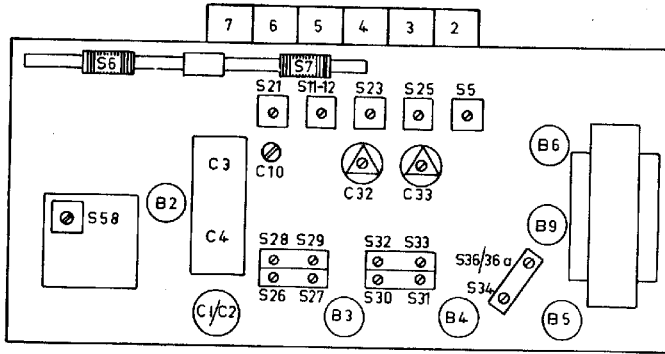 7 6 5 4 3 2
S6 S7
S21 S11-12 S23 S25 S5
B6
C3 C10 C32 C33
B2
S58
C4
B9
S28 S29 S32 S33 S36/36a
S26 S27 S30 S31 S34
C1/C2 B3 B4 B5